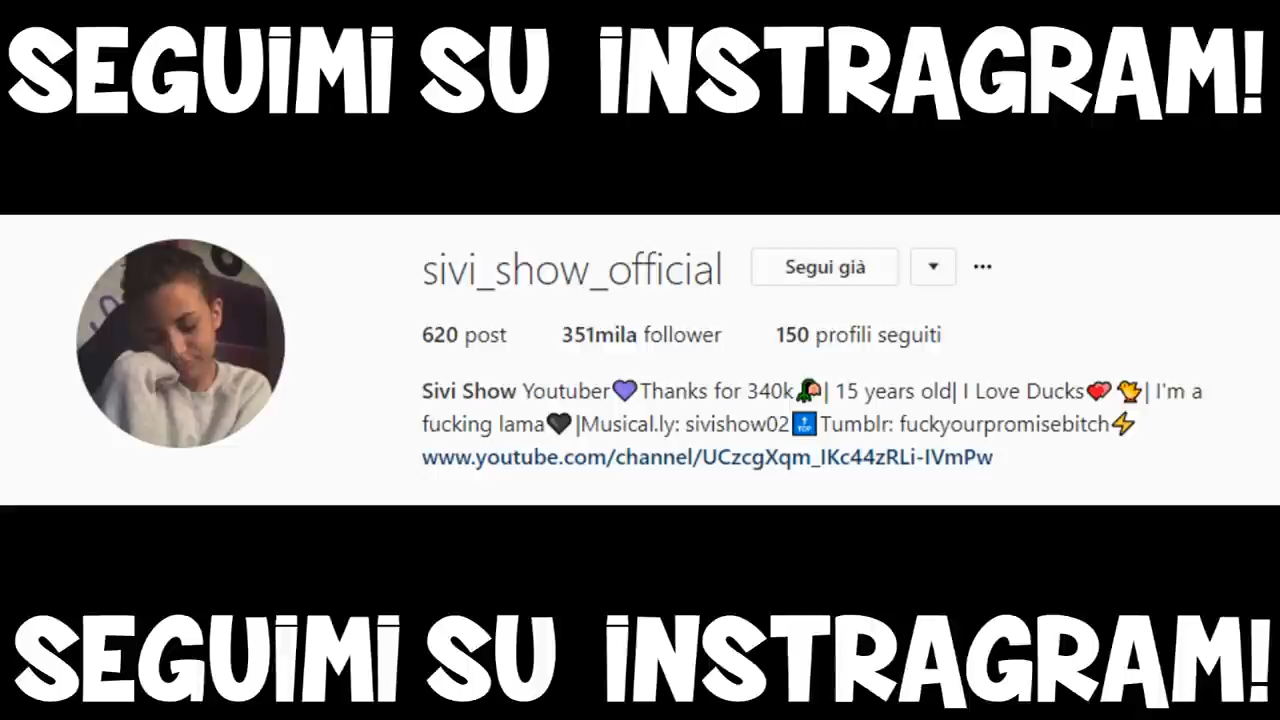 SEGUIMI SU INSTRAGRAM!
sivi_show_official Segui già
620 post 351mila follower 150 profili seguiti
Sivi Show Youtuber💜Thanks for 340k🌹| 15 years old| I Love Ducks💕🐤| I'm a
fucking lama🖤|Musical.ly: sivishow02🔝Tumblr: fuckyourpromisebitch⚡
www.youtube.com/channel/UCzcgXqm_IKc44zRLi-IVmPw
SEGUIMI SU INSTRAGRAM!